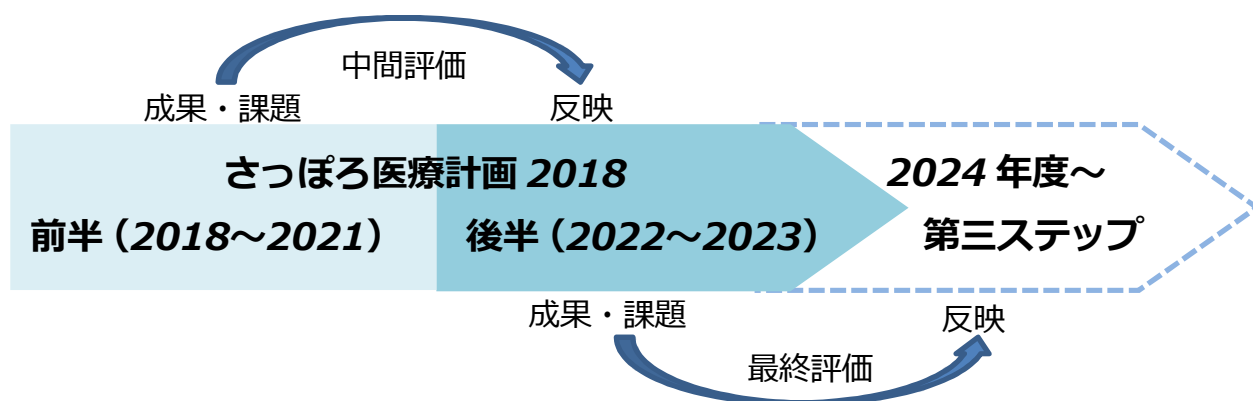 中間評価
成果・課題
反映
さっぽろ医療計画 2018
前半（2018～2021）
後半（2022～2023）
2024 年度～
第三ステップ
成果・課題
反映
最終評価